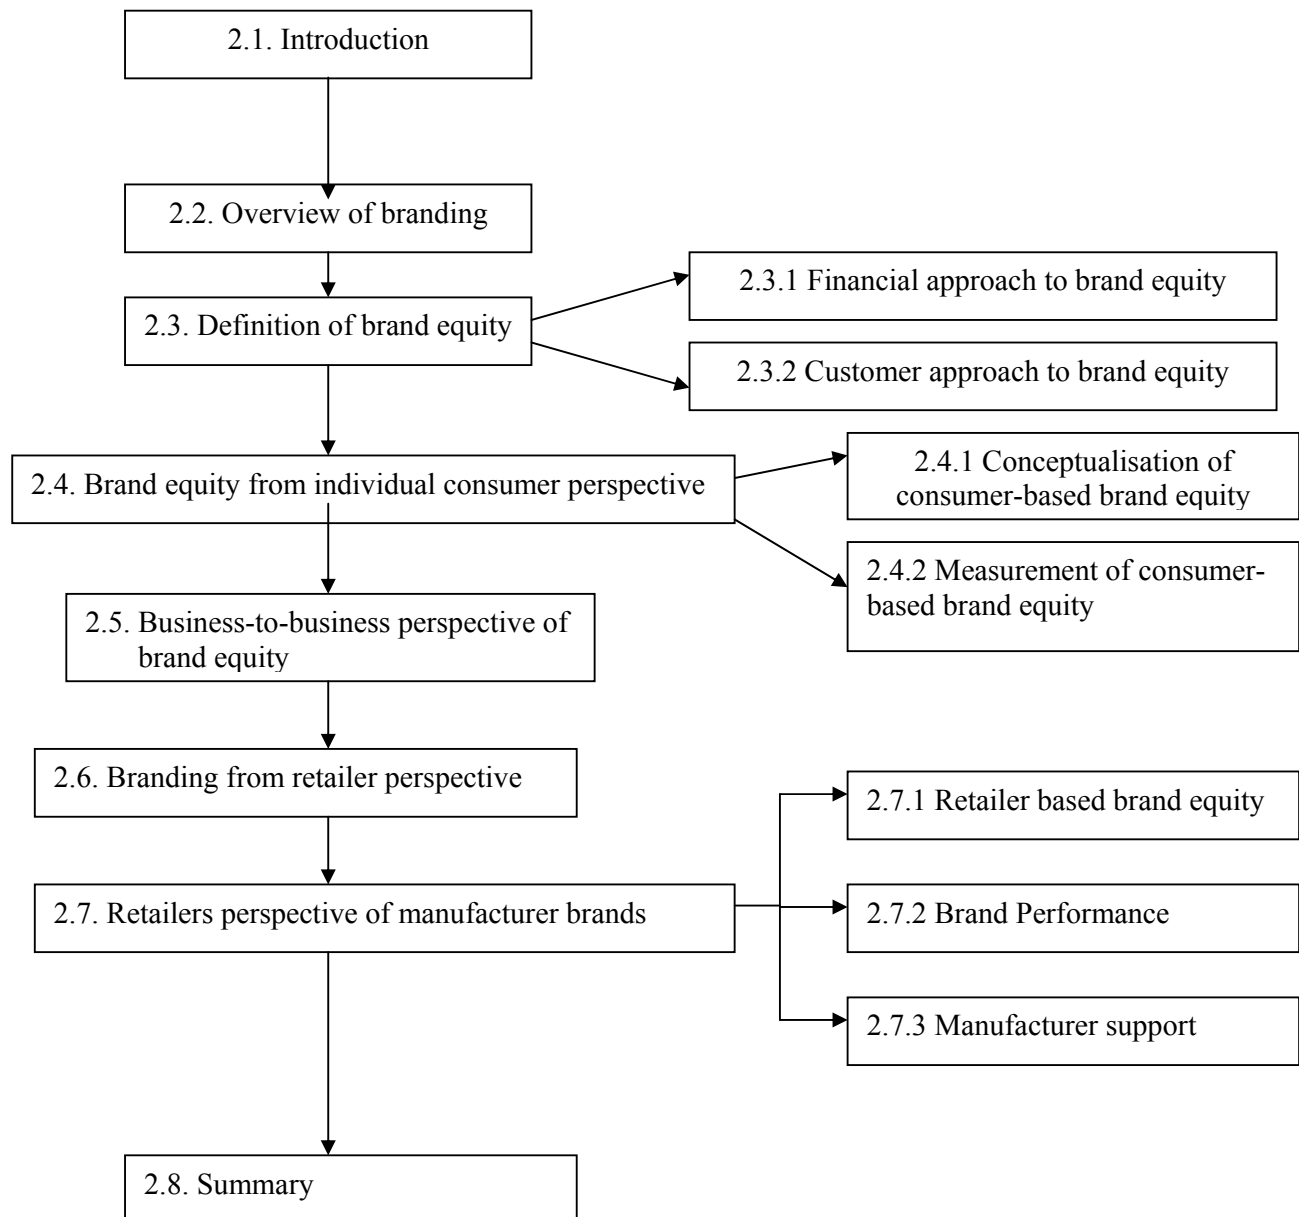 2.1. Introduction
2.2. Overview of branding
2.3. Definition of brand equity
2.3.1 Financial approach to brand equity
2.3.2 Customer approach to brand equity
2.4. Brand equity from individual consumer perspective
2.4.1 Conceptualisation of
consumer-based brand equity
2.4.2 Measurement of consumer-
based brand equity
2.5. Business-to-business perspective of
brand equity
2.6. Branding from retailer perspective
2.7. Retailers perspective of manufacturer brands
2.7.1 Retailer based brand equity
2.7.2 Brand Performance
2.7.3 Manufacturer support
2.8. Summary